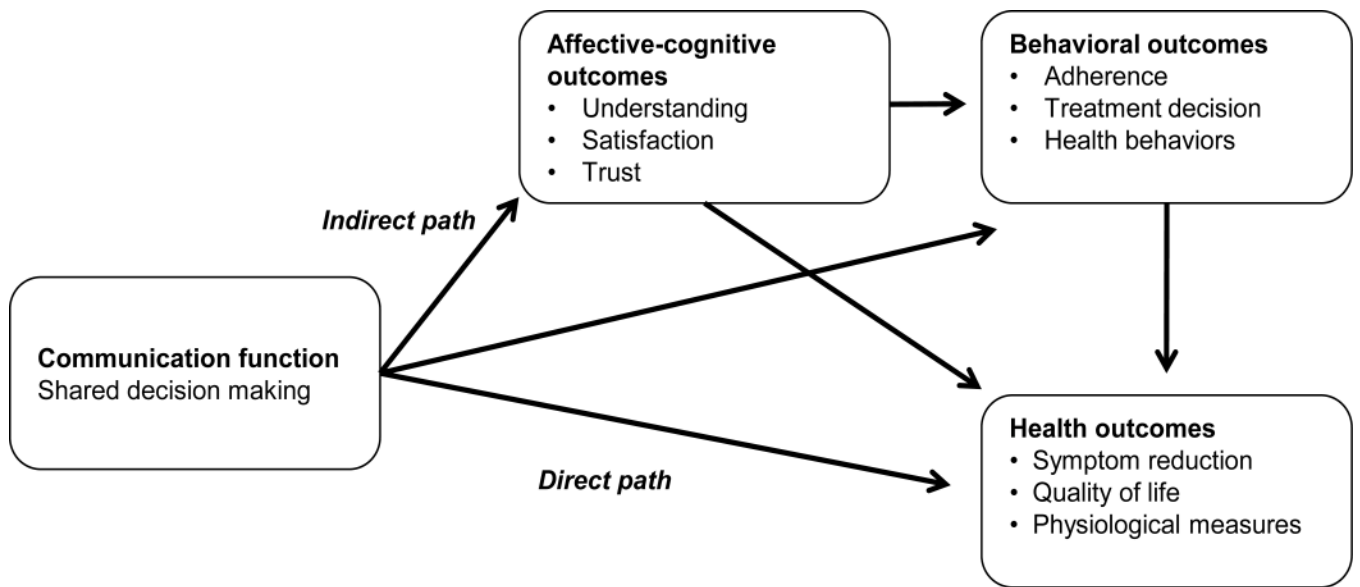 Affective-cognitive
outcomes
• Understanding
• Satisfaction
• Trust
Behavioral outcomes
• Adherence
• Treatment decision
• Health behaviors
Indirect path
Communication function
Shared decision making
Direct path
Health outcomes
• Symptom reduction
• Quality of life
• Physiological measures